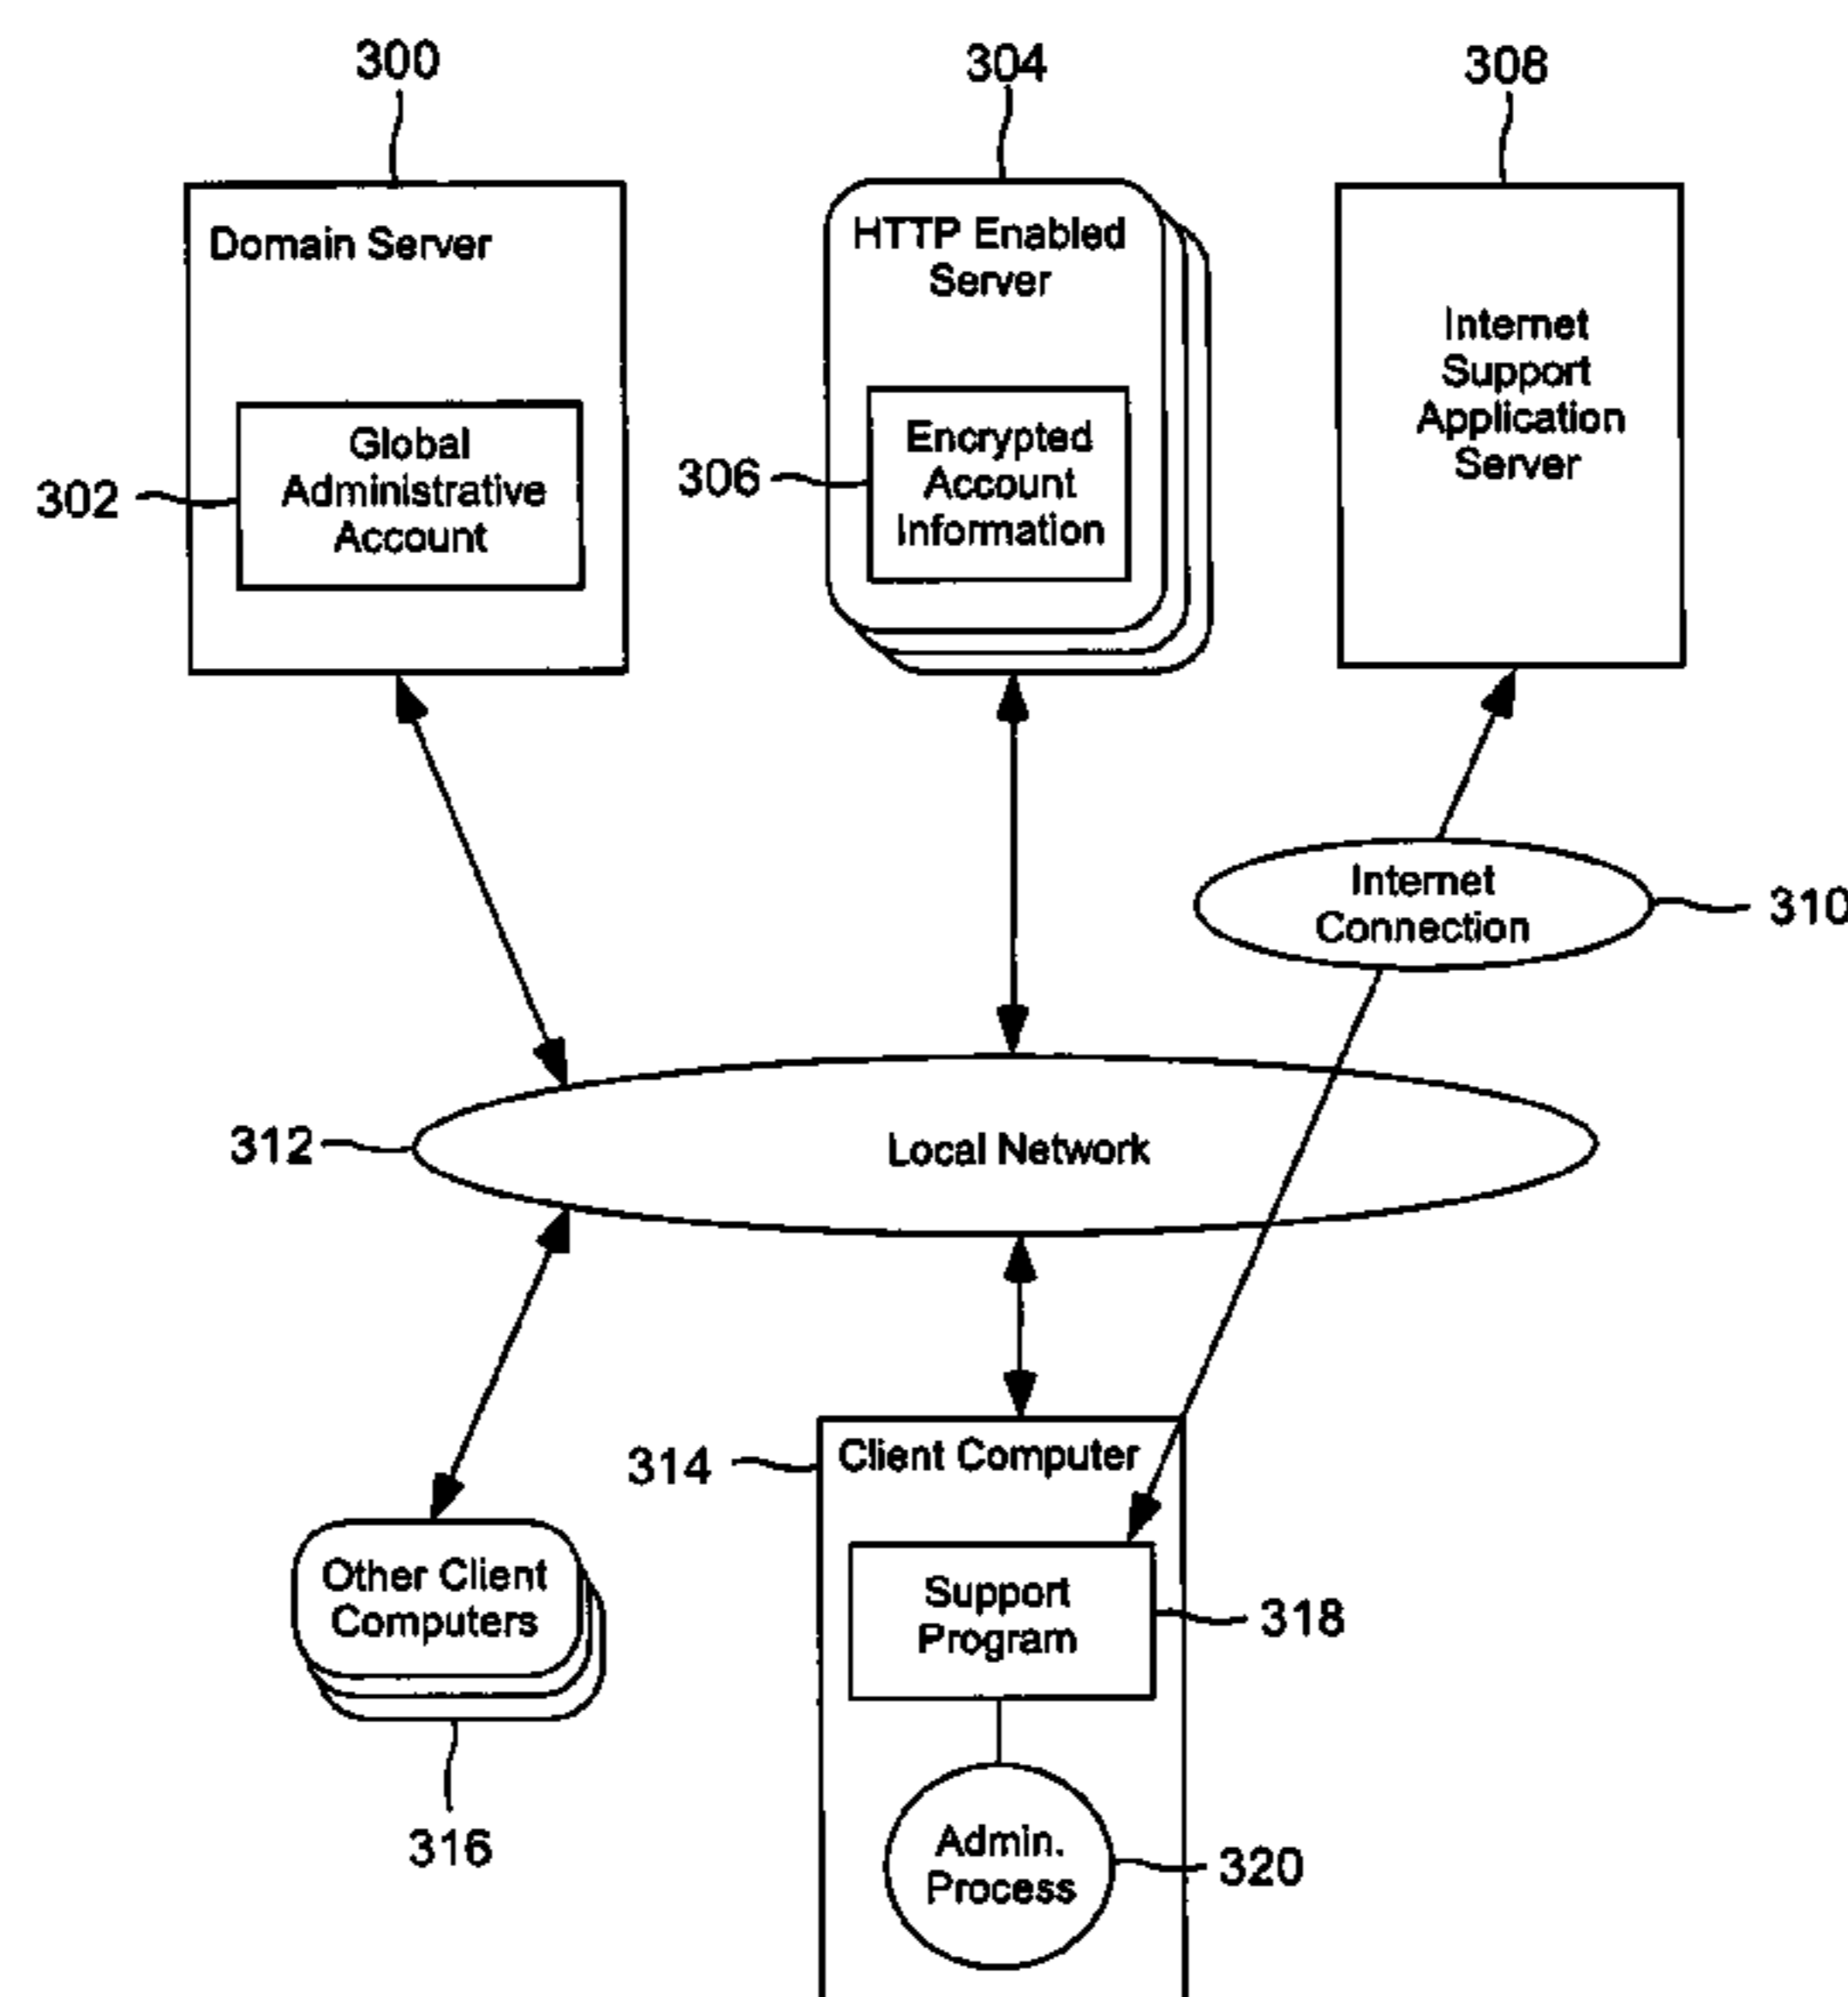 300
304
308
Domain Server
HTTP Enabled
Server
Internet
Support
Application
Server
302
Global
Administrative
Account
306
Encrypted
Account
Information
Internet
Connection
310
312
Local Network
314
Client Computer
Other Client
Computers
316
Support
Program
318
Admin.
Process
320